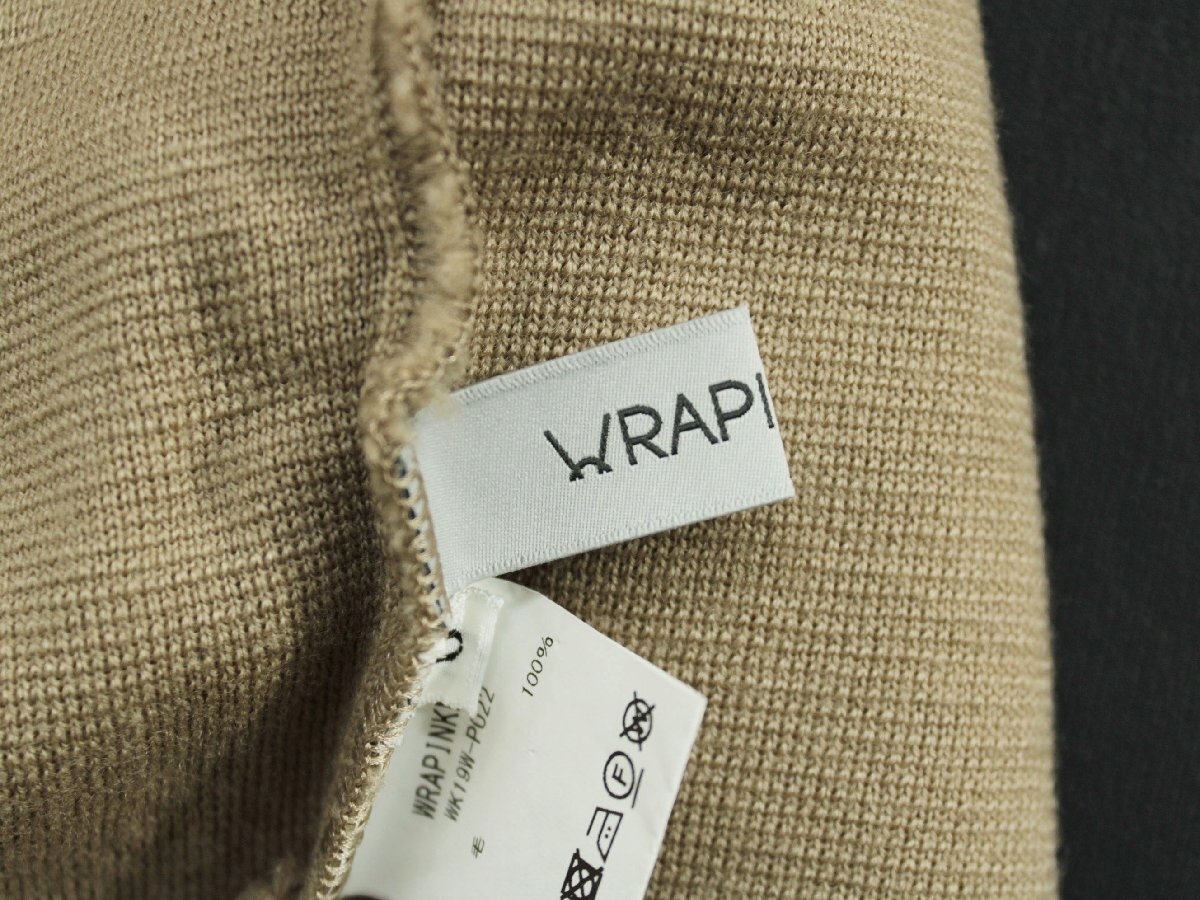 WRAPI
WRAPINK
WK19W-P022
毛 100%
F
W